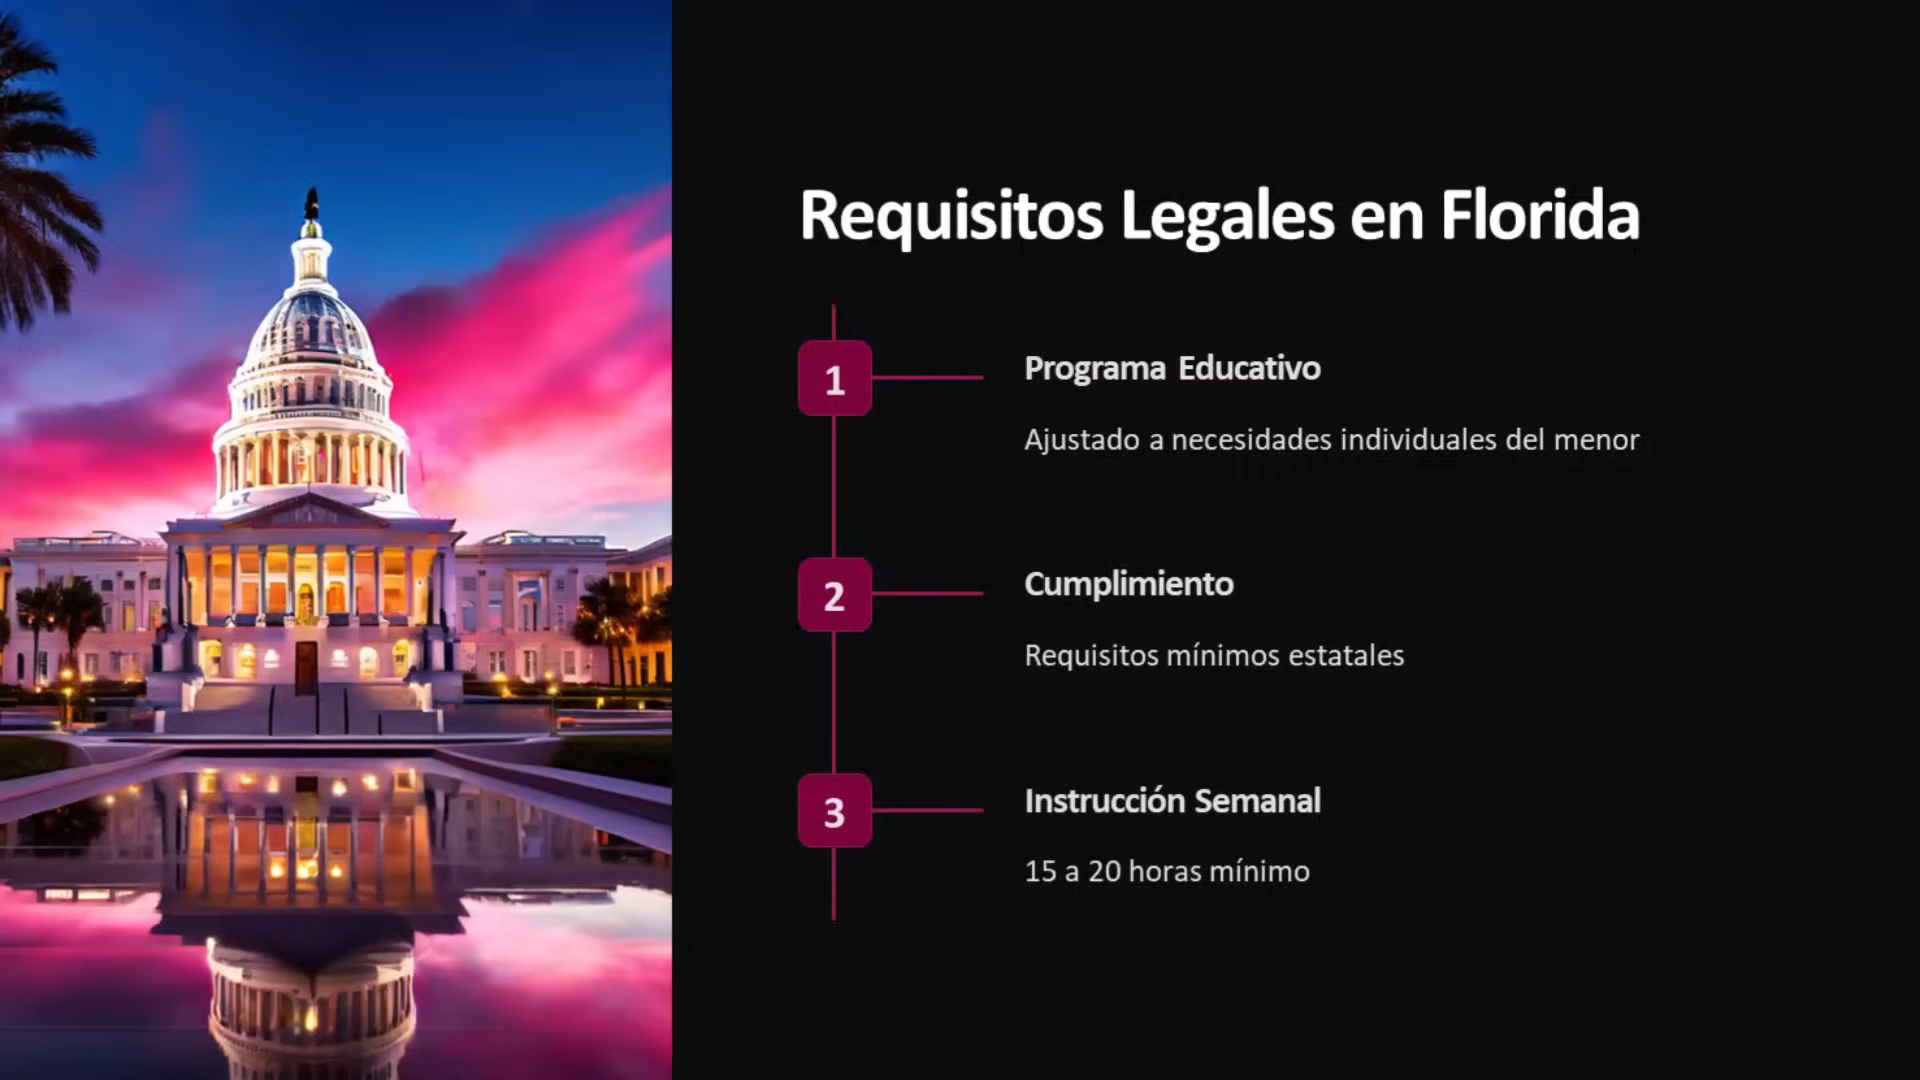 Requisitos Legales en Florida
1
Programa Educativo
Ajustado a necesidades individuales del menor
2
Cumplimiento
Requisitos mínimos estatales
3
Instrucción Semanal
15 a 20 horas mínimo